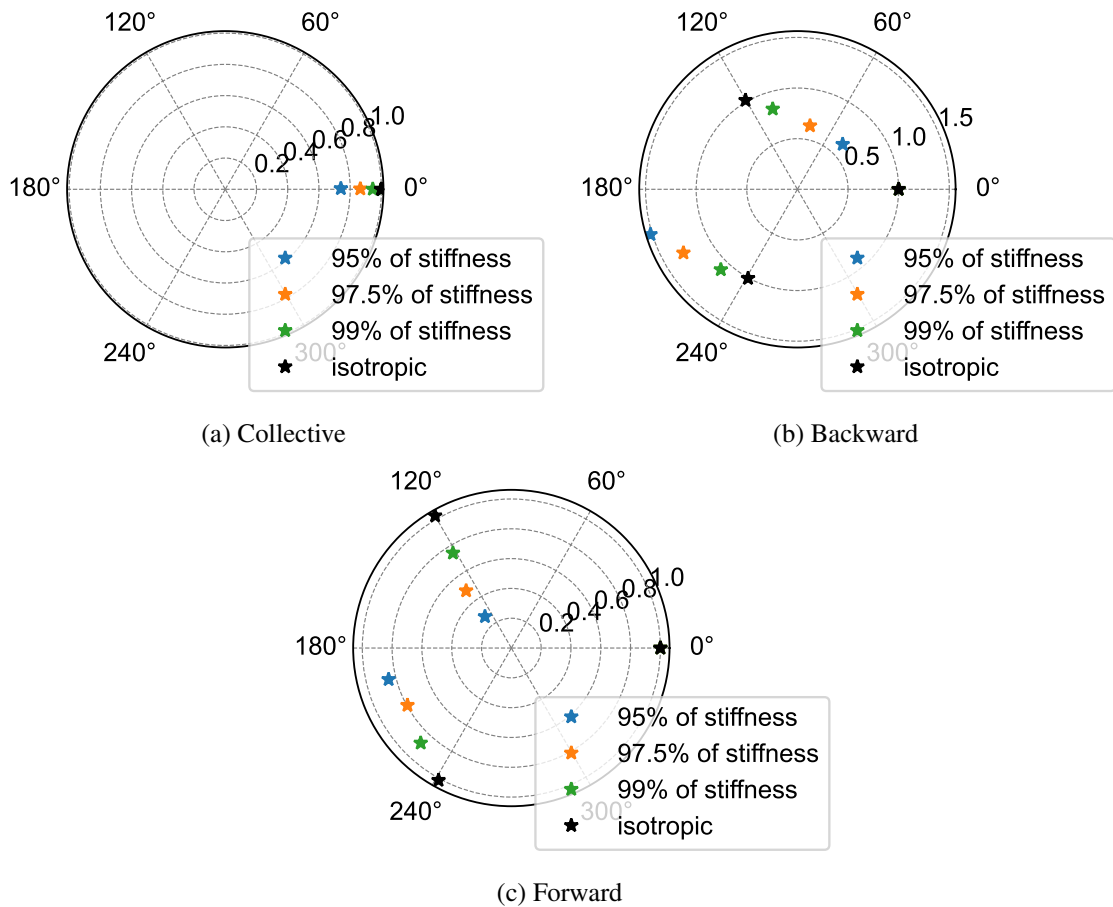 120°
60°
180°
0°
0.2
0.4
0.6
0.8
1.0
240°
300°
95% of stiffness
97.5% of stiffness
99% of stiffness
isotropic
(a) Collective
120°
60°
180°
0°
0.5
1.0
1.5
240°
300°
95% of stiffness
97.5% of stiffness
99% of stiffness
isotropic
(b) Backward
120°
60°
180°
0°
0.2
0.4
0.6
0.8
1.0
240°
300°
95% of stiffness
97.5% of stiffness
99% of stiffness
isotropic
(c) Forward